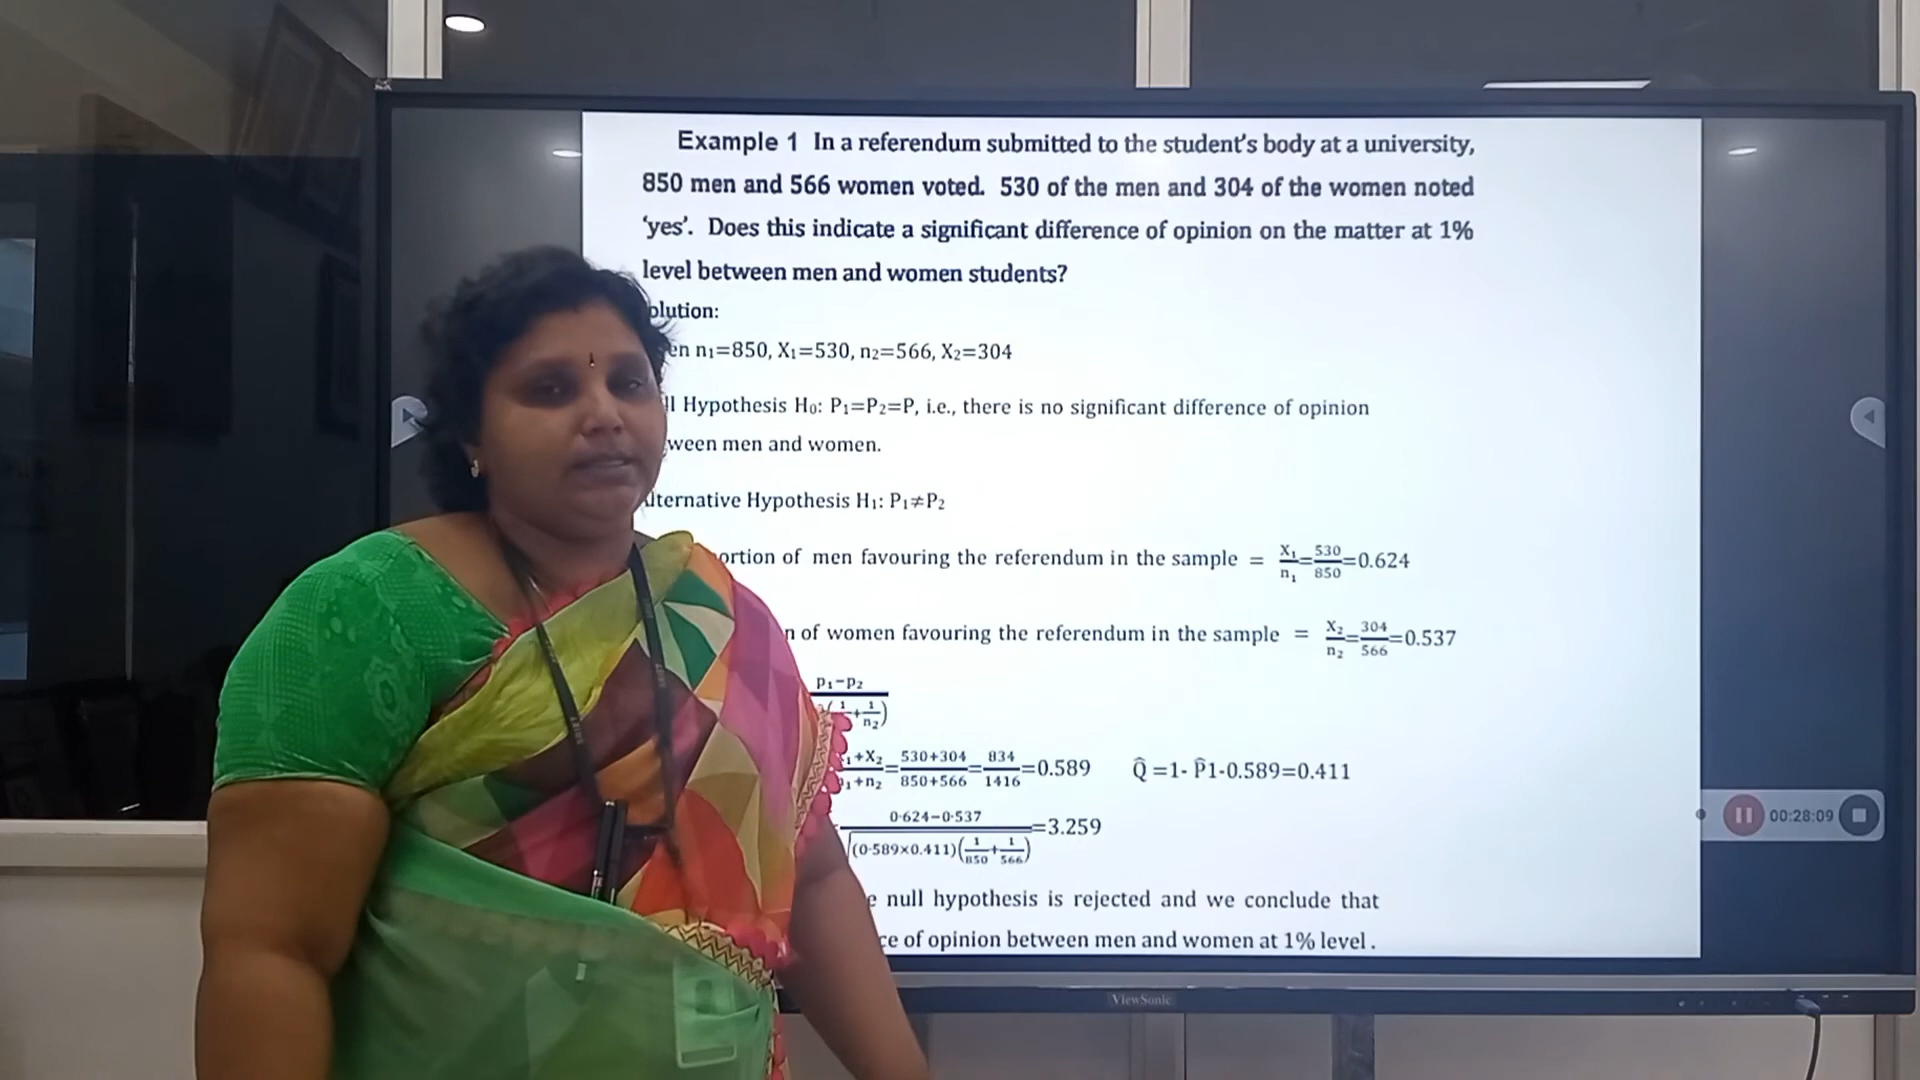 Example 1 In a referendum submitted to the student's body at a university,
850 men and 566 women voted. 530 of the men and 304 of the women noted
'yes'. Does this indicate a significant difference of opinion on the matter at 1%
level between men and women students?
olution:
en n₁=850, X₁=530, n₂=566, X₂=304
ll Hypothesis H₀: P₁=P₂=P, i.e., there is no significant difference of opinion
ween men and women.
lternative Hypothesis H₁: P₁≠P₂
ortion of men favouring the referendum in the sample = X₁/n₁=530/850=0.624
n of women favouring the referendum in the sample = X₂/n₂=304/566=0.537
p₁−p₂
(1/ +1/n₂)
₁+X₂/n₁+n₂=530+304/850+566=834/1416=0.589 Q̂ =1- P̂1-0.589=0.411
0·624−0·537/√(0·589×0.411)(1/850+1/566)=3.259
00:28:09
e null hypothesis is rejected and we conclude that
ce of opinion between men and women at 1% level.
ViewSonic